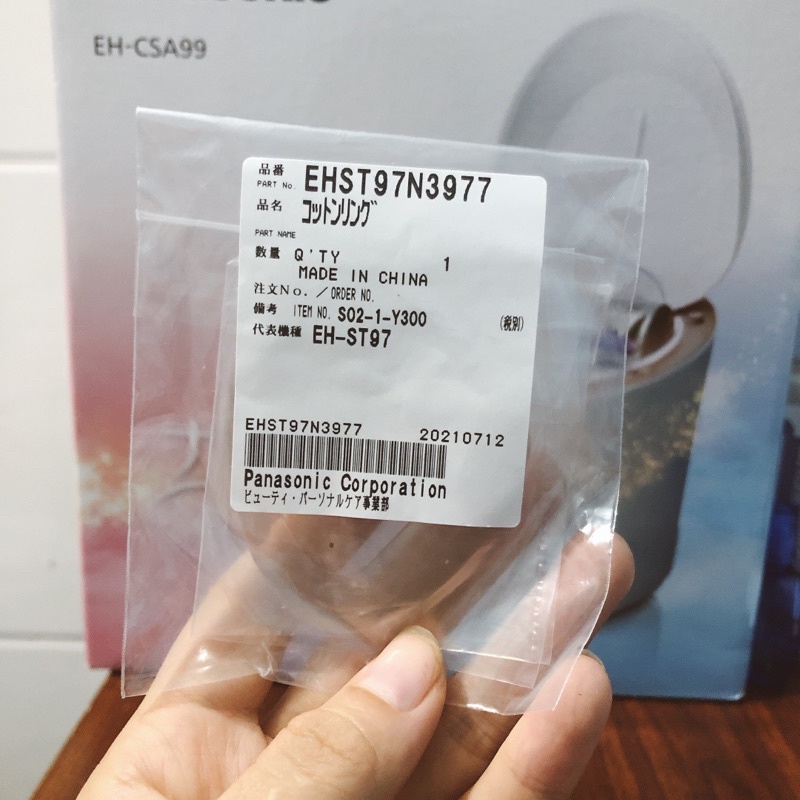 EH-CSA99
品番
PART No. EHST97N3977
品名 コットンリング
PART NAME
数量 Q'TY 1
MADE IN CHINA
注文No.／ORDER NO.
備考 ITEM NO. S02-1-Y300 (税別)
代表機種 EH-ST97
EHST97N3977 20210712
Panasonic Corporation
ビューティ・パーソナルケア事業部